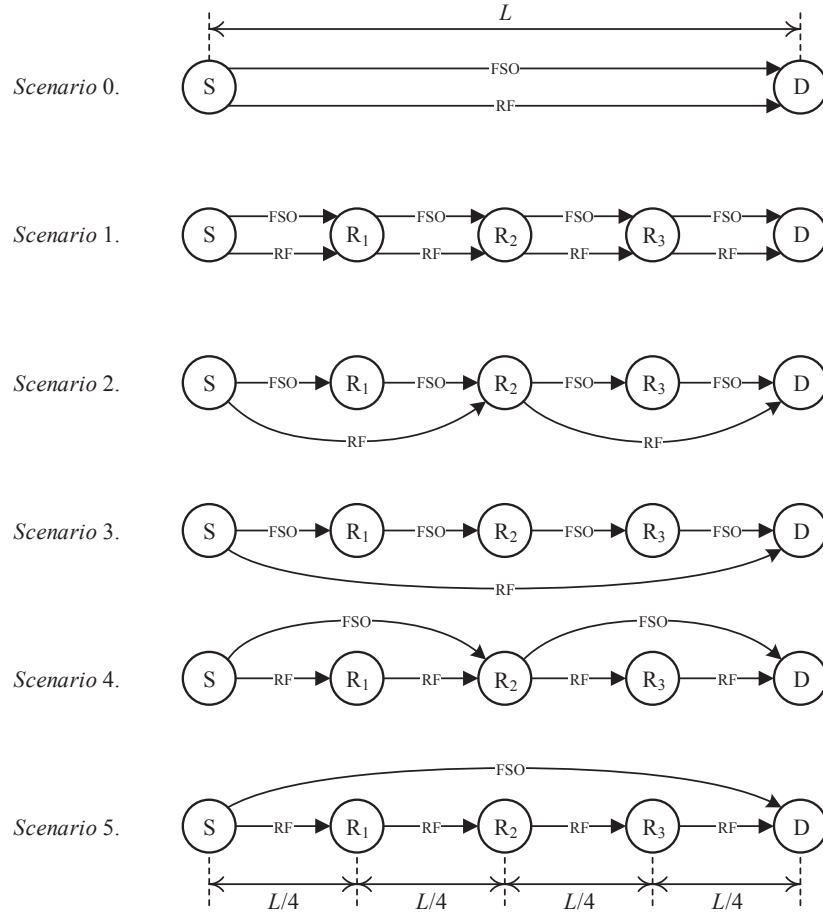 L
Scenario 0. S FSO RF D
Scenario 1. S FSO RF R1 FSO RF R2 FSO RF R3 FSO RF D
Scenario 2. S FSO R1 FSO R2 FSO R3 FSO D
RF RF
Scenario 3. S FSO R1 FSO R2 FSO R3 FSO D
RF
FSO FSO
Scenario 4. S RF R1 RF R2 RF R3 RF D
FSO
Scenario 5. S RF R1 RF R2 RF R3 RF D
L/4 L/4 L/4 L/4